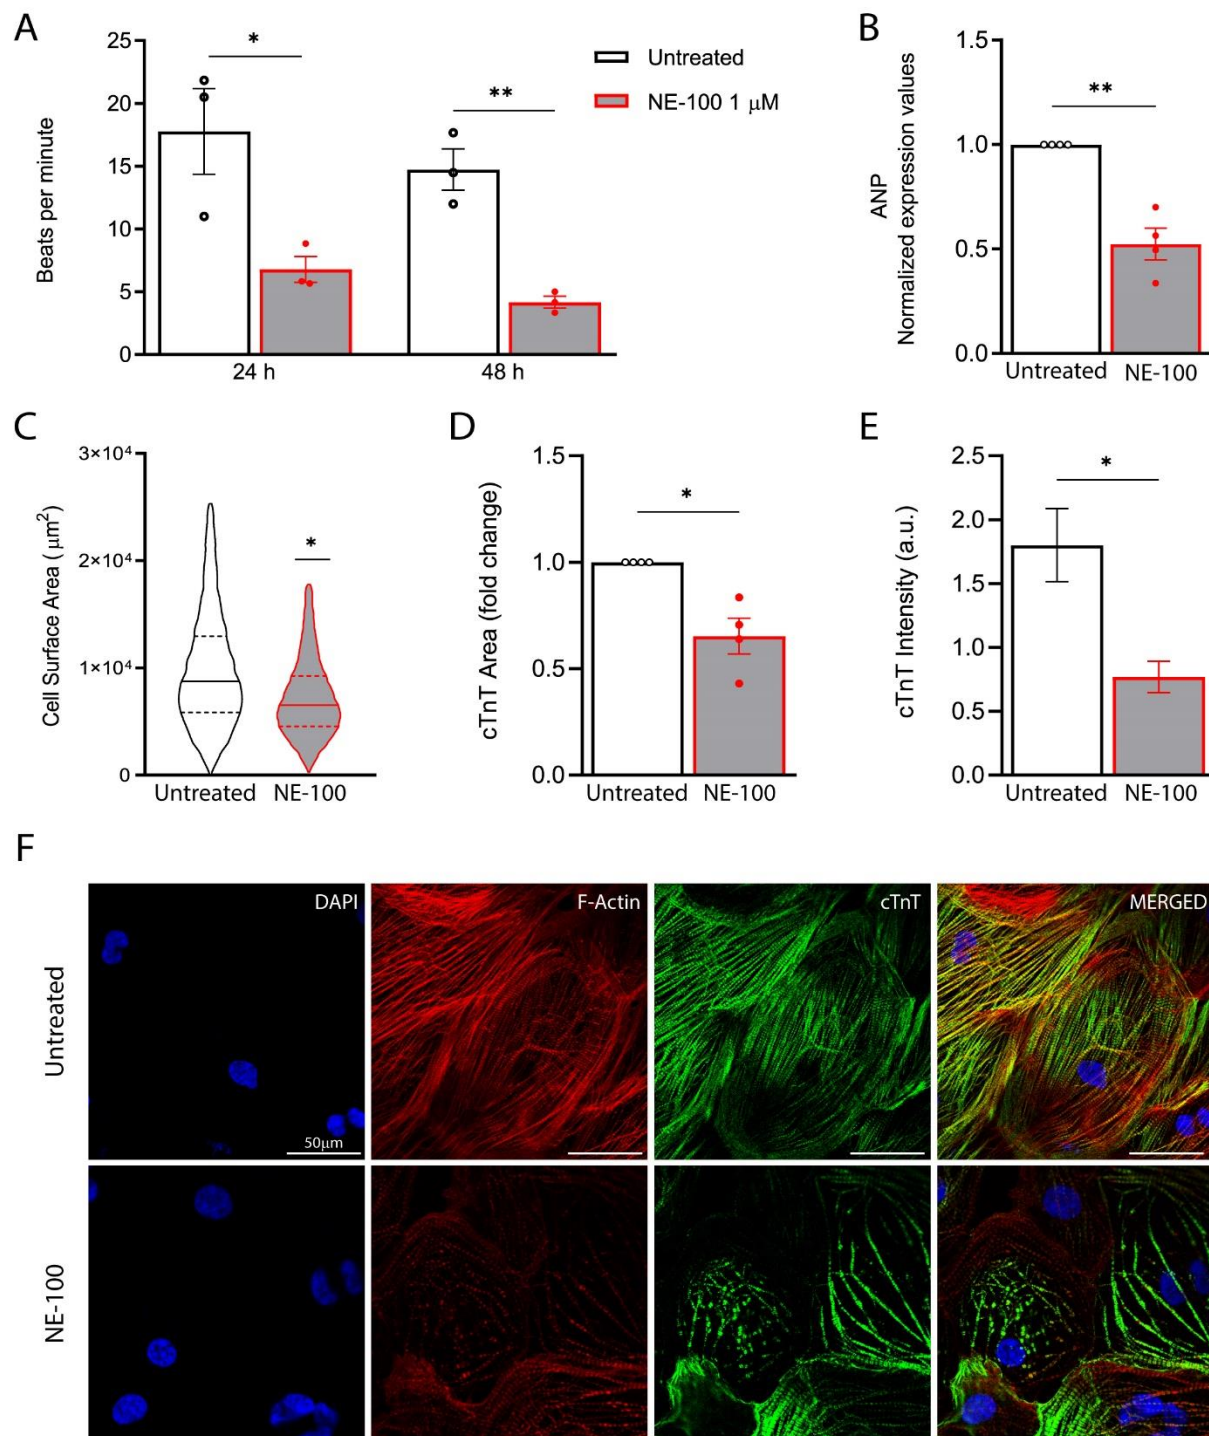 A
Beats per minute
25
20
15
10
5
0
*
**
24 h
48 h
Untreated
NE-100 1 μM
B
ANP
Normalized expression values
1.5
1.0
0.5
0.0
**
Untreated
NE-100
C
Cell Surface Area ( μm²)
3×10⁴
2×10⁴
1×10⁴
0
*
Untreated
NE-100
D
cTnT Area (fold change)
1.5
1.0
0.5
0.0
*
Untreated
NE-100
E
cTnT Intensity (a.u.)
2.5
2.0
1.5
1.0
0.5
0.0
*
Untreated
NE-100
F
DAPI
F-Actin
cTnT
MERGED
Untreated
50μm
NE-100